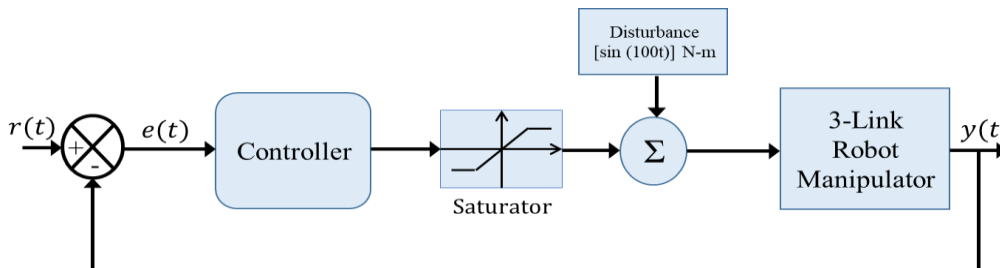 Disturbance
[sin (100t)] N-m
r(t)
+
-
e(t)
Controller
Saturator
Σ
3-Link
Robot
Manipulator
y(t